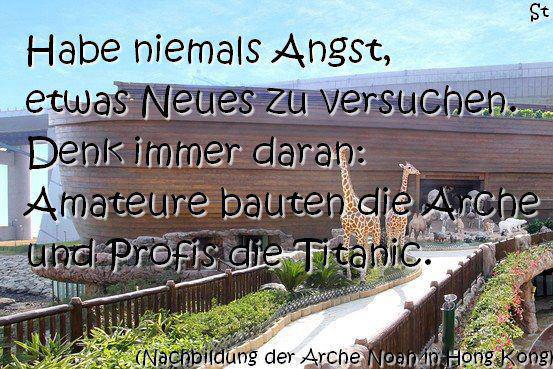 St
Habe niemals Angst,
etwas Neues zu versuchen.
Denk immer daran:
Amateure bauten die Arche
und Profis die Titanic.
(Nachbildung der Arche Noah in Hong Kong)